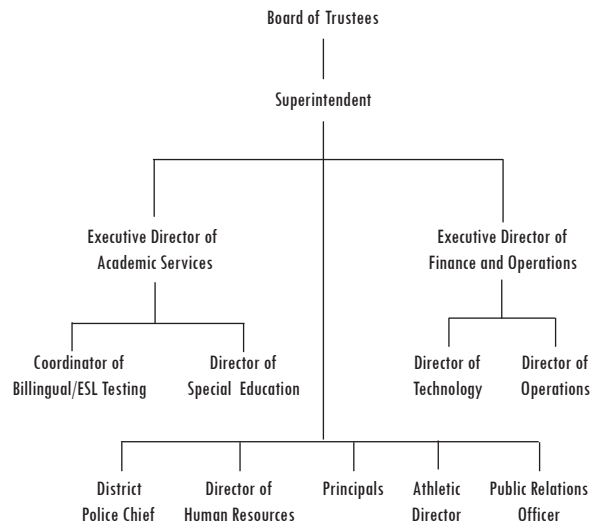 Board of Trustees
Superintendent
Executive Director of
Academic Services
Executive Director of
Finance and Operations
Coordinator of
Billingual/ESL Testing
Director of
Special Education
Director of
Technology
Director of
Operations
District
Police Chief
Director of
Human Resources
Principals
Athletic
Director
Public Relations
Officer